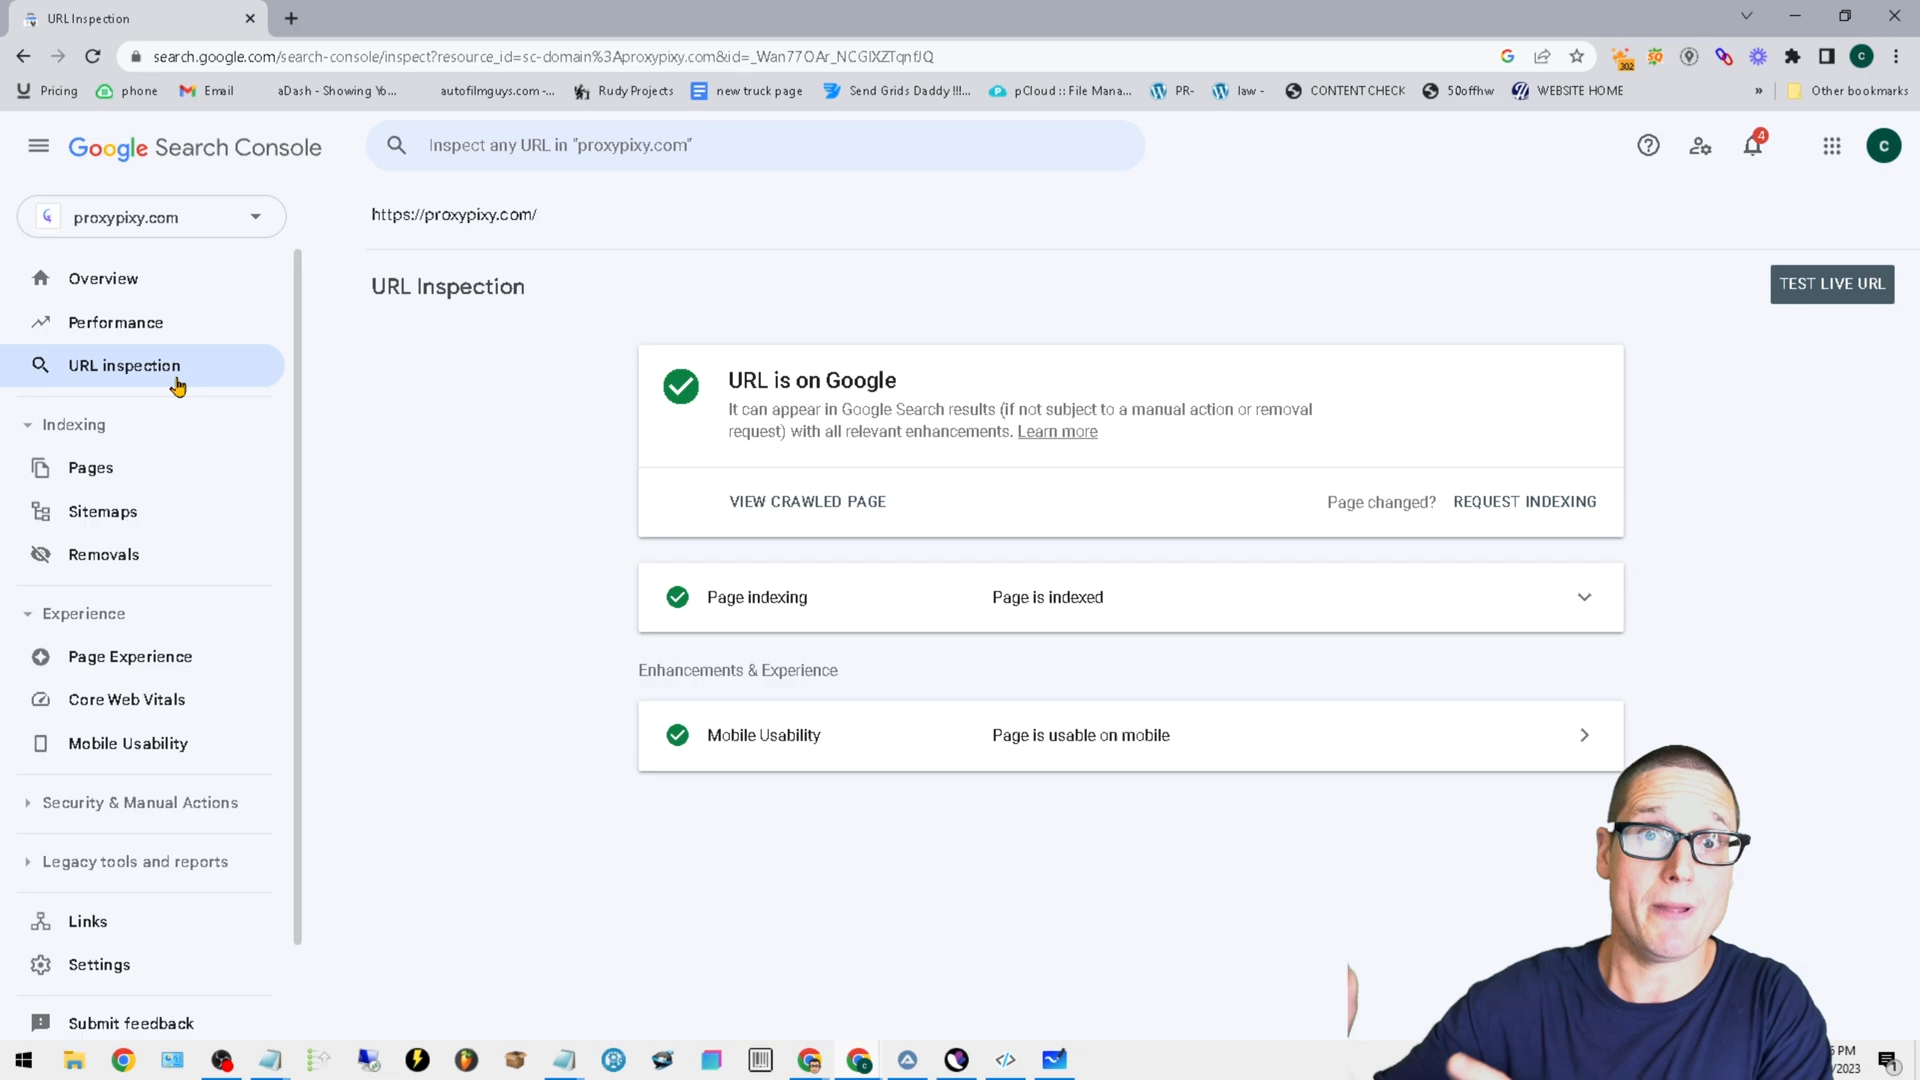 URL Inspection
search.google.com/search-console/inspect?resource_id=sc-domain%3Aproxypixy.com&id=_Wan77OAr_NCGlXZTqnfJQ
302
C
Pricing phone Email aDash - Showing Yo... autofilmguys.com -... Rudy Projects new truck page Send Grids Daddy !!!... pCloud :: File Mana... PR- law - CONTENT CHECK 50offhw WEBSITE HOME » Other bookmarks
Google Search Console
Inspect any URL in "proxypixy.com"
4
C
proxypixy.com
https://proxypixy.com/
Overview
Performance
URL inspection
Indexing
Pages
Sitemaps
Removals
Experience
Page Experience
Core Web Vitals
Mobile Usability
Security & Manual Actions
Legacy tools and reports
Links
Settings
Submit feedback
URL Inspection
TEST LIVE URL
URL is on Google
It can appear in Google Search results (if not subject to a manual action or removal
request) with all relevant enhancements. Learn more
VIEW CRAWLED PAGE
Page changed? REQUEST INDEXING
Page indexing Page is indexed
Enhancements & Experience
Mobile Usability Page is usable on mobile
PM
/2023
1